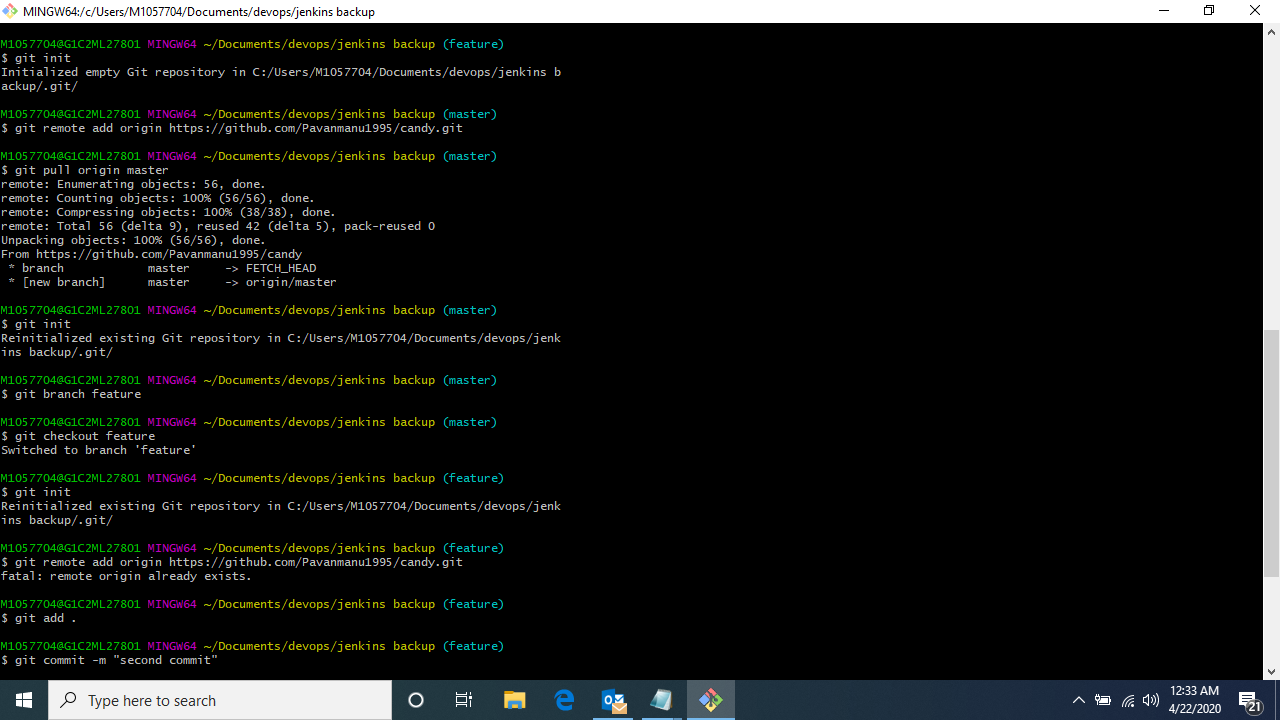 MINGW64:/c/Users/M1057704/Documents/devops/jenkins backup
M1057704@G1C2ML27801 MINGW64 ~/Documents/devops/jenkins backup (feature)
$ git init
Initialized empty Git repository in C:/Users/M1057704/Documents/devops/jenkins b
ackup/.git/
M1057704@G1C2ML27801 MINGW64 ~/Documents/devops/jenkins backup (master)
$ git remote add origin https://github.com/Pavanmanu1995/candy.git
M1057704@G1C2ML27801 MINGW64 ~/Documents/devops/jenkins backup (master)
$ git pull origin master
remote: Enumerating objects: 56, done.
remote: Counting objects: 100% (56/56), done.
remote: Compressing objects: 100% (38/38), done.
remote: Total 56 (delta 9), reused 42 (delta 5), pack-reused 0
Unpacking objects: 100% (56/56), done.
From https://github.com/Pavanmanu1995/candy
 * branch            master     -> FETCH_HEAD
 * [new branch]      master     -> origin/master
M1057704@G1C2ML27801 MINGW64 ~/Documents/devops/jenkins backup (master)
$ git init
Reinitialized existing Git repository in C:/Users/M1057704/Documents/devops/jenk
ins backup/.git/
M1057704@G1C2ML27801 MINGW64 ~/Documents/devops/jenkins backup (master)
$ git branch feature
M1057704@G1C2ML27801 MINGW64 ~/Documents/devops/jenkins backup (master)
$ git checkout feature
Switched to branch 'feature'
M1057704@G1C2ML27801 MINGW64 ~/Documents/devops/jenkins backup (feature)
$ git init
Reinitialized existing Git repository in C:/Users/M1057704/Documents/devops/jenk
ins backup/.git/
M1057704@G1C2ML27801 MINGW64 ~/Documents/devops/jenkins backup (feature)
$ git remote add origin https://github.com/Pavanmanu1995/candy.git
fatal: remote origin already exists.
M1057704@G1C2ML27801 MINGW64 ~/Documents/devops/jenkins backup (feature)
$ git add .
M1057704@G1C2ML27801 MINGW64 ~/Documents/devops/jenkins backup (feature)
$ git commit -m "second commit"
Type here to search
12:33 AM
4/22/2020
21